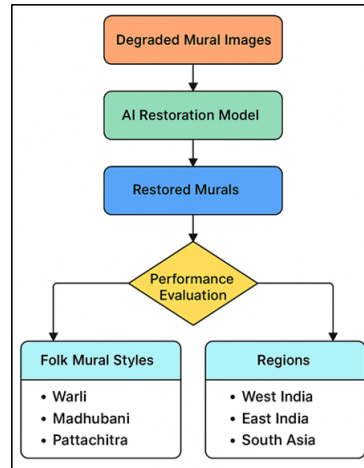 Degraded Mural Images
AI Restoration Model
Restored Murals
Performance
Evaluation
Folk Mural Styles
• Warli
• Madhubani
• Pattachitra
Regions
• West India
• East India
• South Asia